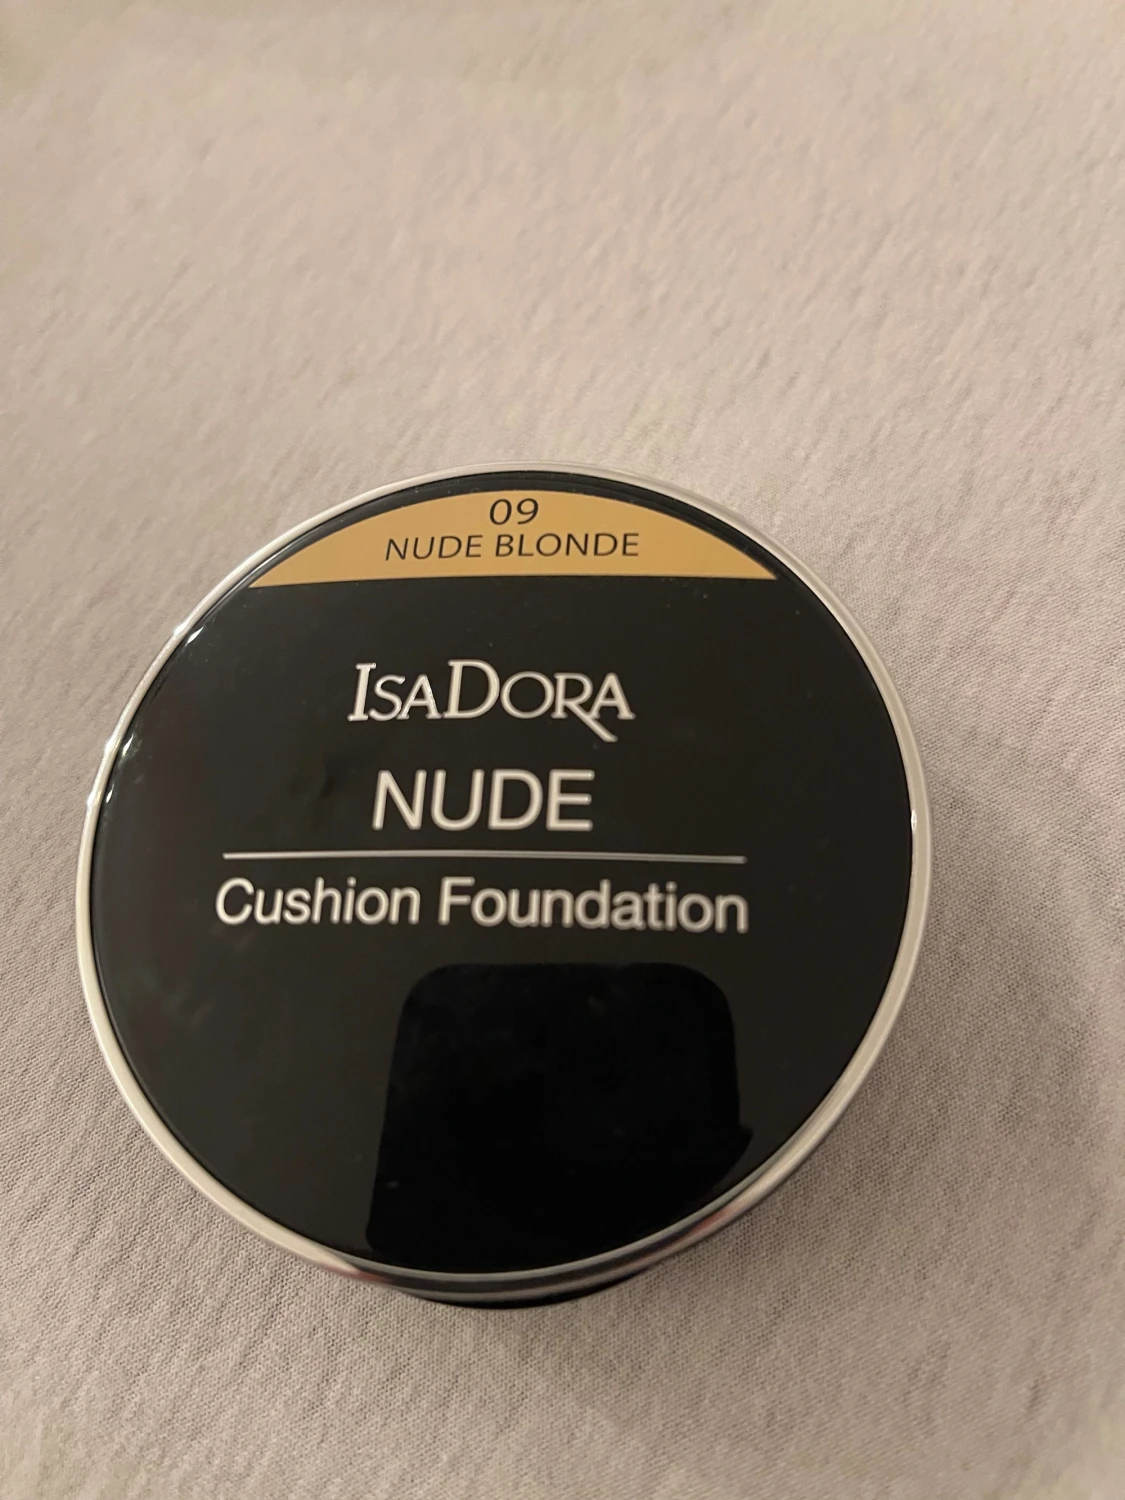 09
NUDE BLONDE
ISADORA
NUDE
Cushion Foundation